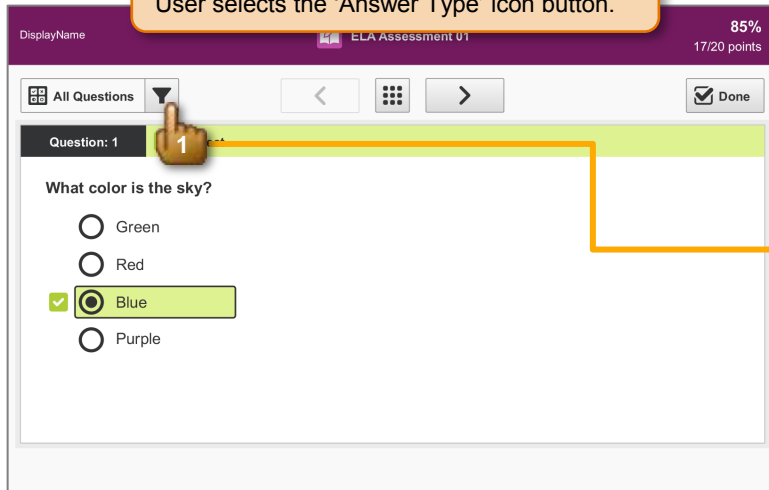 User selects the 'Answer Type' icon button.
DisplayName
ELA Assessment 01
85%
17/20 points
All Questions
Done
Question: 1
1
What color is the sky?
Green
Red
Blue
Purple